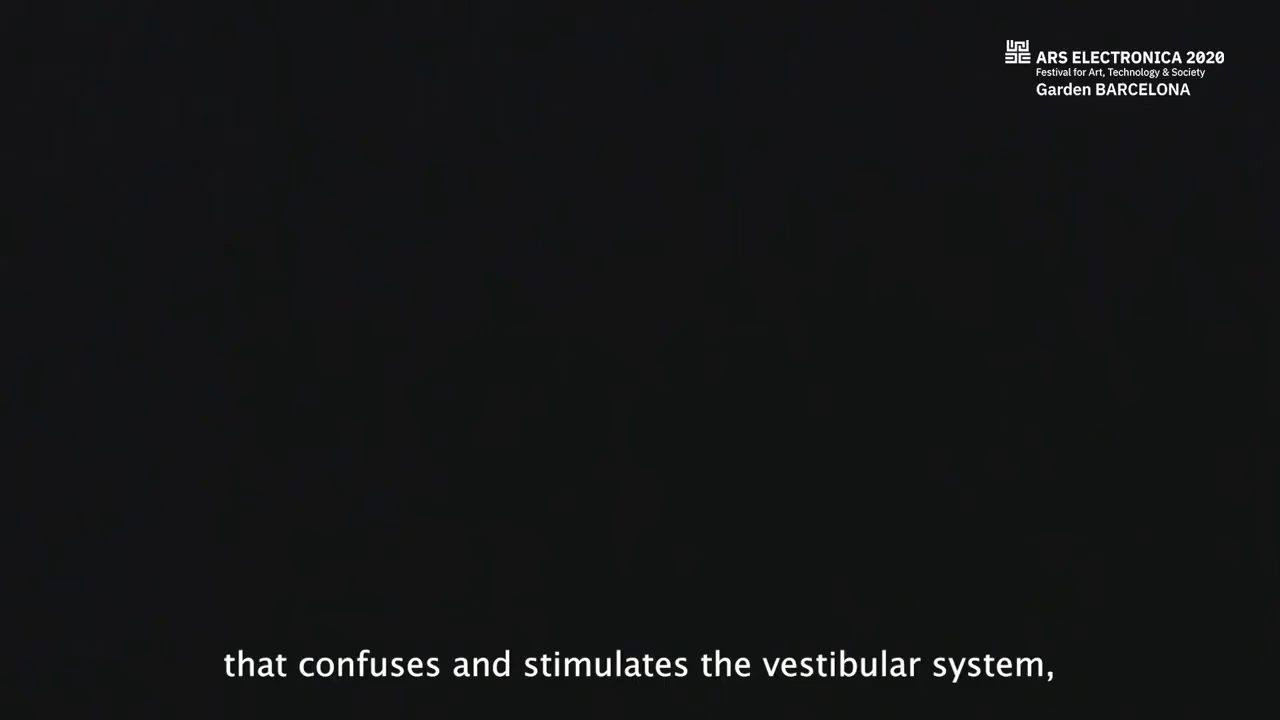 ARS ELECTRONICA 2020
Festival for Art, Technology & Society
Garden BARCELONA
that confuses and stimulates the vestibular system,